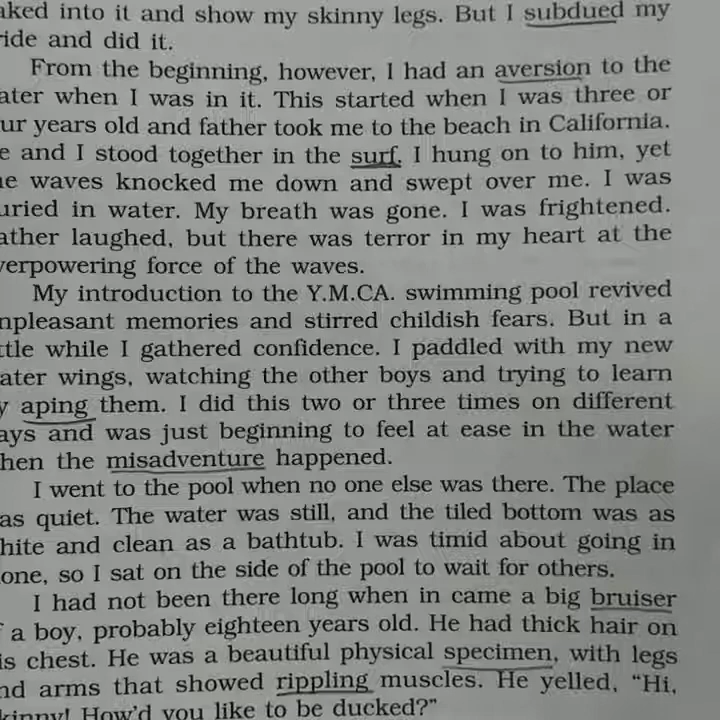 aked into it and show my skinny legs. But I subdued my
ride and did it.
From the beginning, however, I had an aversion to the
ater when I was in it. This started when I was three or
ur years old and father took me to the beach in California.
e and I stood together in the surf. I hung on to him, yet
he waves knocked me down and swept over me. I was
uried in water. My breath was gone. I was frightened.
ather laughed, but there was terror in my heart at the
verpowering force of the waves.
My introduction to the Y.M.CA. swimming pool revived
npleasant memories and stirred childish fears. But in a
ttle while I gathered confidence. I paddled with my new
ater wings, watching the other boys and trying to learn
y aping them. I did this two or three times on different
ays and was just beginning to feel at ease in the water
hen the misadventure happened.
I went to the pool when no one else was there. The place
as quiet. The water was still, and the tiled bottom was as
hite and clean as a bathtub. I was timid about going in
one, so I sat on the side of the pool to wait for others.
I had not been there long when in came a big bruiser
f a boy, probably eighteen years old. He had thick hair on
is chest. He was a beautiful physical specimen, with legs
nd arms that showed rippling muscles. He yelled, “Hi,
kinny! How’d you like to be ducked?”